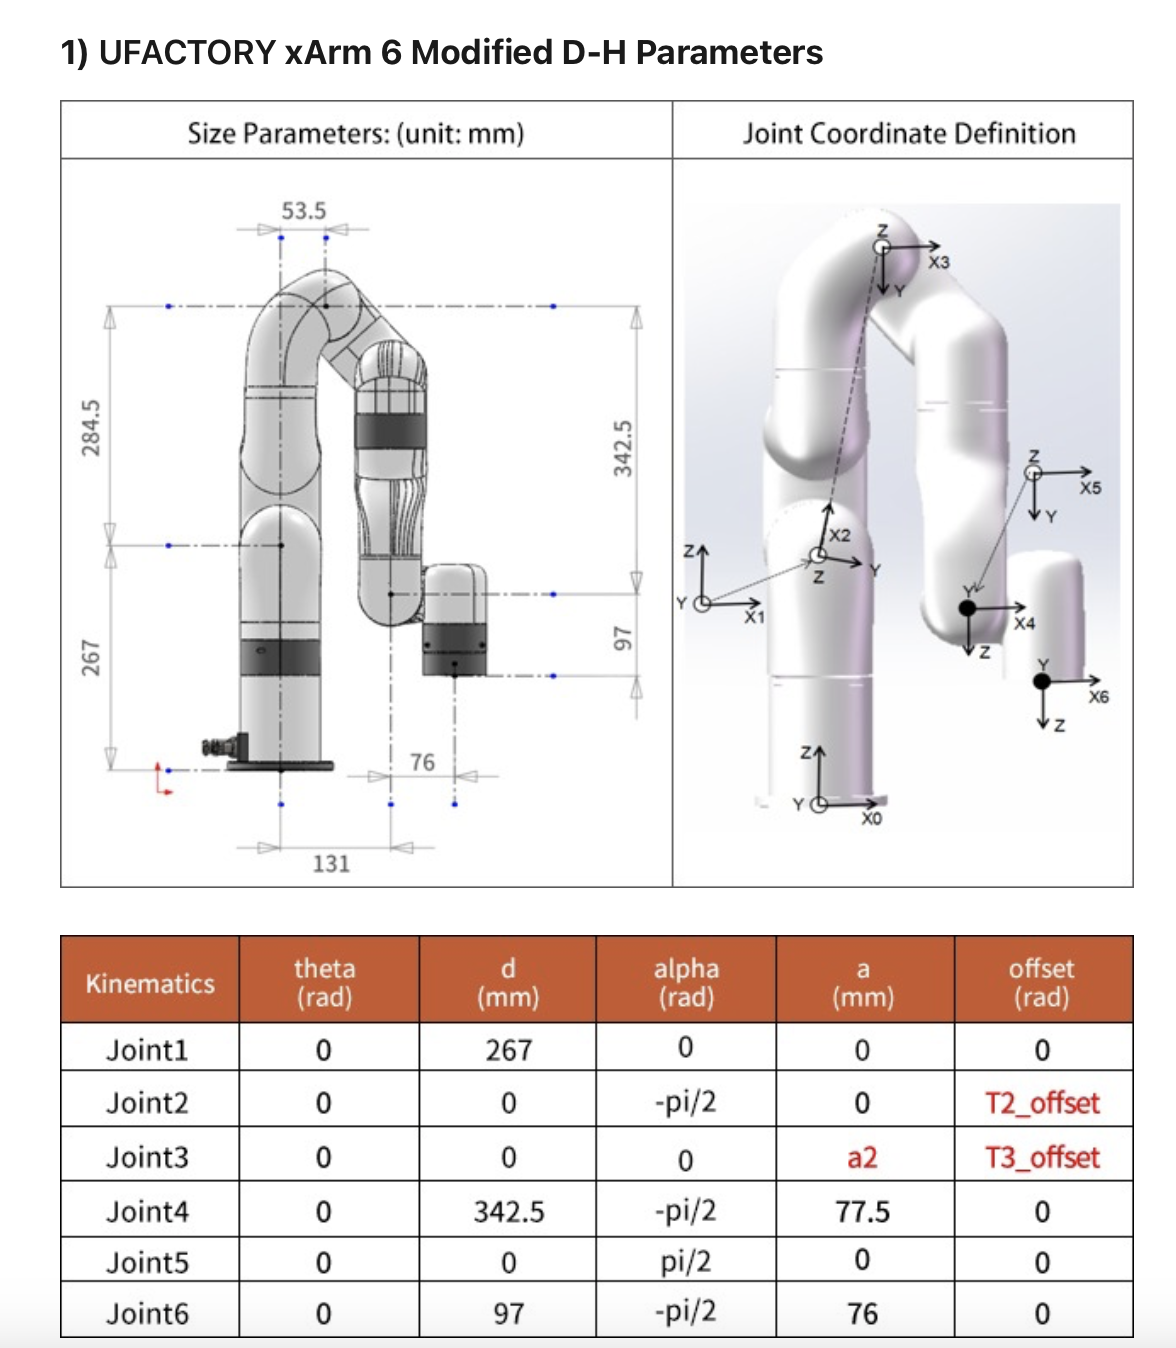 1) UFACTORY xArm 6 Modified D-H Parameters
Size Parameters: (unit: mm)
Joint Coordinate Definition
53.5
284.5
267
342.5
97
76
131
Z
X3
Y
X2
Z
Y
Z
Y
X1
Z
X5
Y
Y
X4
Z
Y
X6
Z
Z
Y
X0
Kinematics theta (rad) d (mm) alpha (rad) a (mm) offset (rad)
Joint1 0 267 0 0 0
Joint2 0 0 -pi/2 0 T2_offset
Joint3 0 0 0 a2 T3_offset
Joint4 0 342.5 -pi/2 77.5 0
Joint5 0 0 pi/2 0 0
Joint6 0 97 -pi/2 76 0